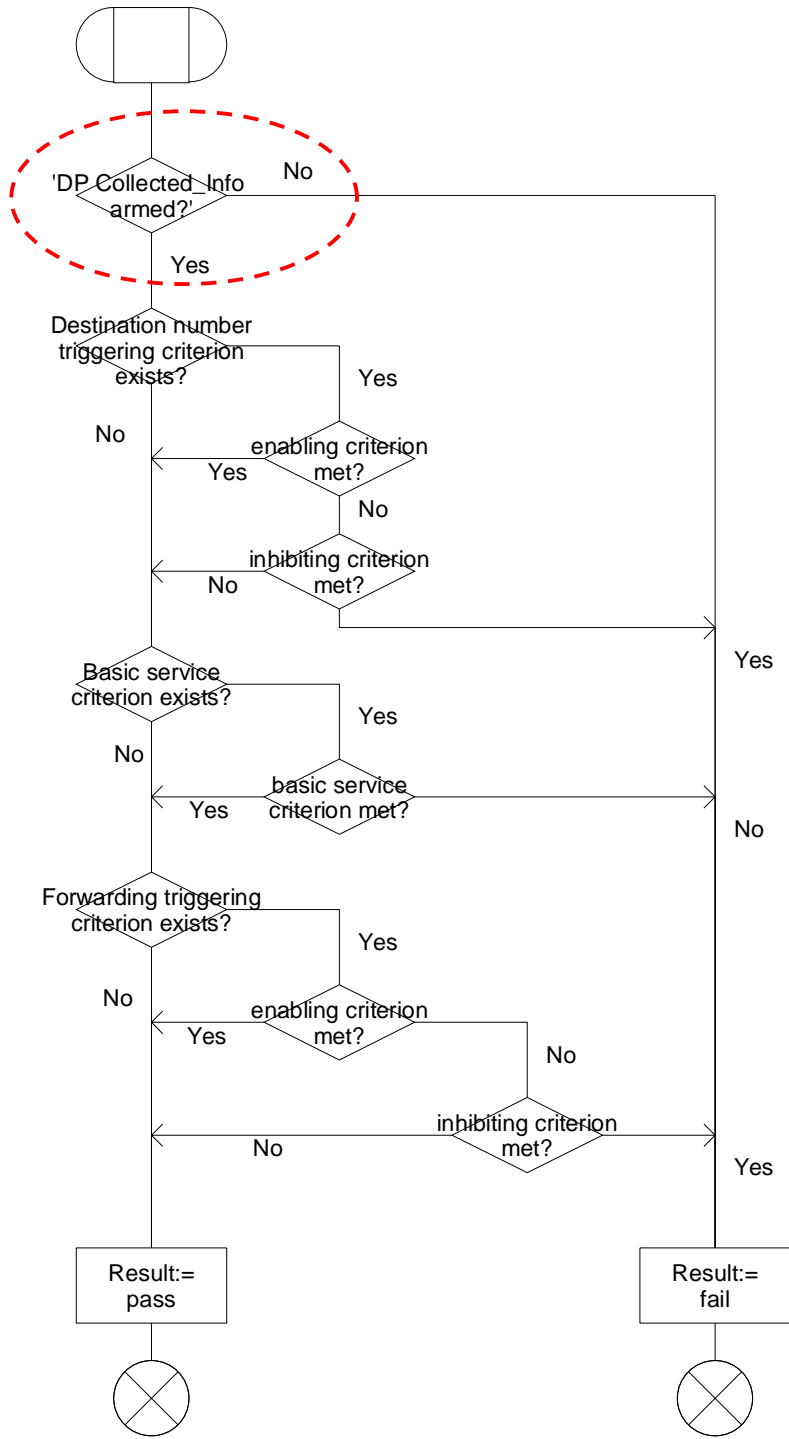 No
'DP Collected_Info
armed?'
Yes
Destination number
triggering criterion
exists?
Yes
No
enabling criterion
met?
Yes
No
inhibiting criterion
met?
No
Yes
Basic service
criterion exists?
Yes
No
basic service
criterion met?
Yes
No
Forwarding triggering
criterion exists?
Yes
No
enabling criterion
met?
Yes
No
inhibiting criterion
met?
No
Yes
Result:=
pass
Result:=
fail